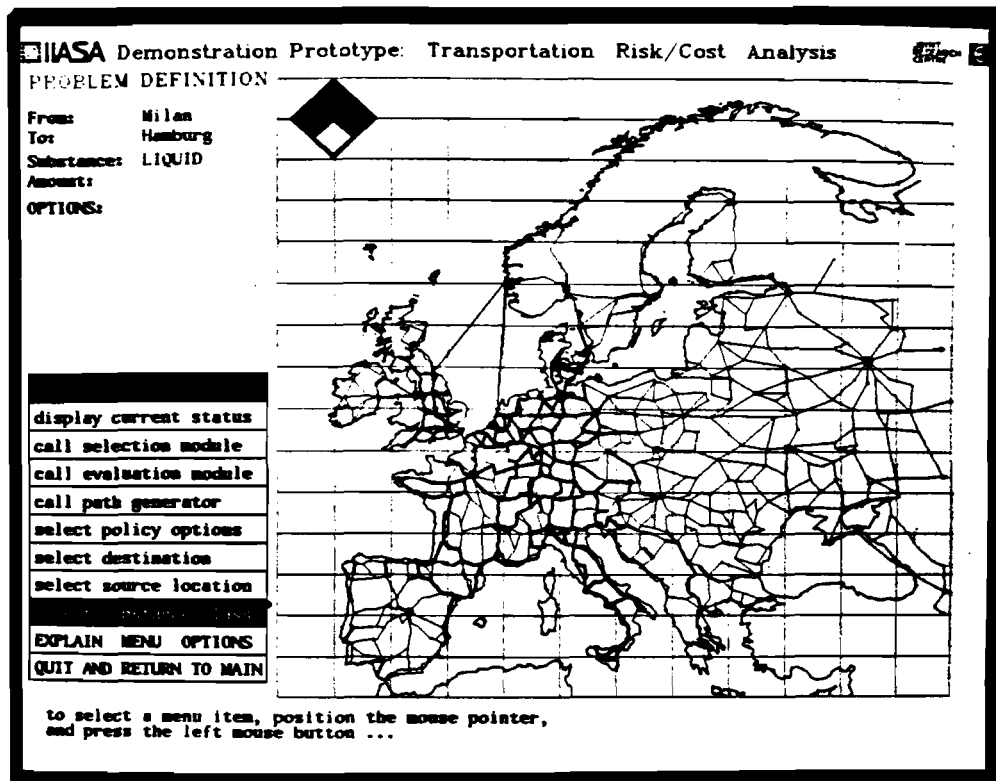 IIASA Demonstration Prototype: Transportation Risk/Cost Analysis
PROBLEM DEFINITION
From: Milan
To: Hamburg
Substance: LIQUID
Amount:
OPTIONS:
display current status
call selection module
call evaluation module
call path generator
select policy options
select destination
select source location
EXPLAIN MENU OPTIONS
QUIT AND RETURN TO MAIN
to select a menu item, position the mouse pointer,
and press the left mouse button ...